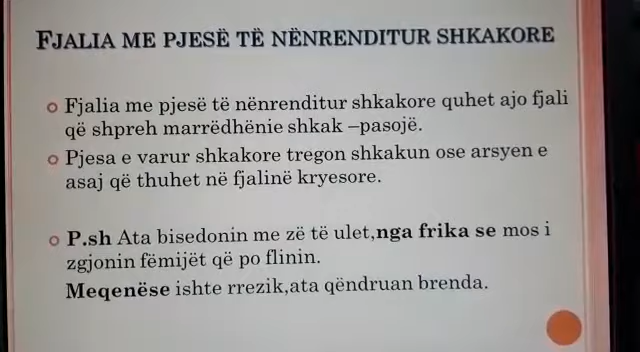 FJALIA ME PJESË TË NËNRENDITUR SHKAKORE
Fjalia me pjesë të nënrenditur shkakore quhet ajo fjali
që shpreh marrëdhënie shkak –pasojë.
Pjesa e varur shkakore tregon shkakun ose arsyen e
asaj që thuhet në fjalinë kryesore.
P.sh Ata bisedonin me zë të ulet,nga frika se mos i
zgjonin fëmijët që po flinin.
Meqenëse ishte rrezik,ata qëndruan brenda.